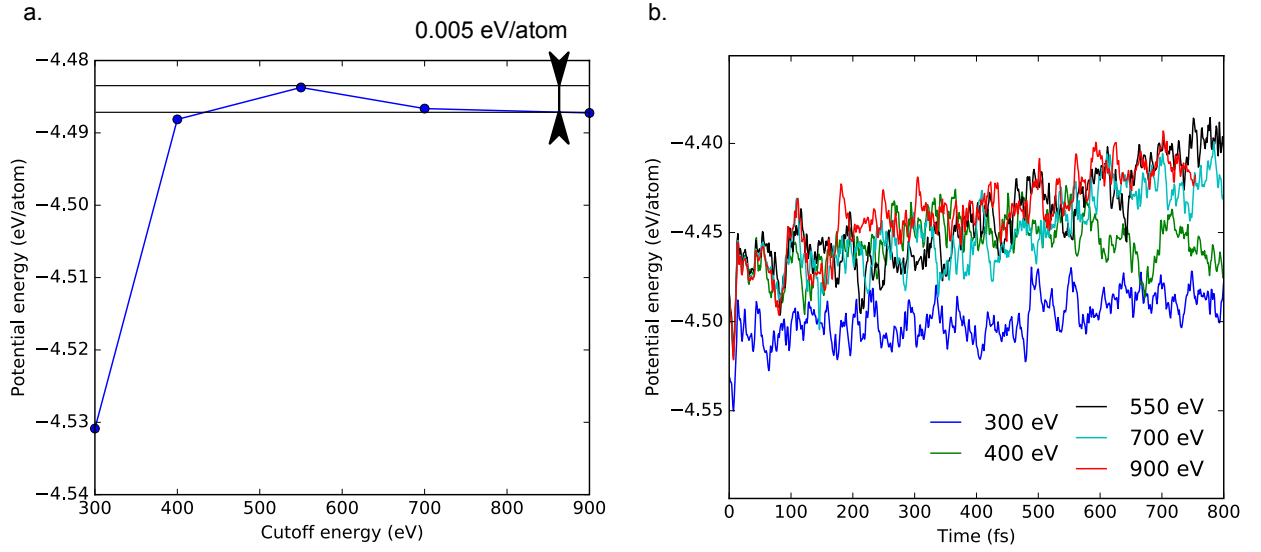 a.
b.
0.005 eV/atom
−4.48
−4.49
−4.50
−4.51
−4.52
−4.53
−4.54
Potential energy (eV/atom)
300
400
500
600
700
800
900
Cutoff energy (eV)
−4.40
−4.45
−4.50
−4.55
Potential energy (eV/atom)
300 eV
400 eV
550 eV
700 eV
900 eV
0
100
200
300
400
500
600
700
800
Time (fs)